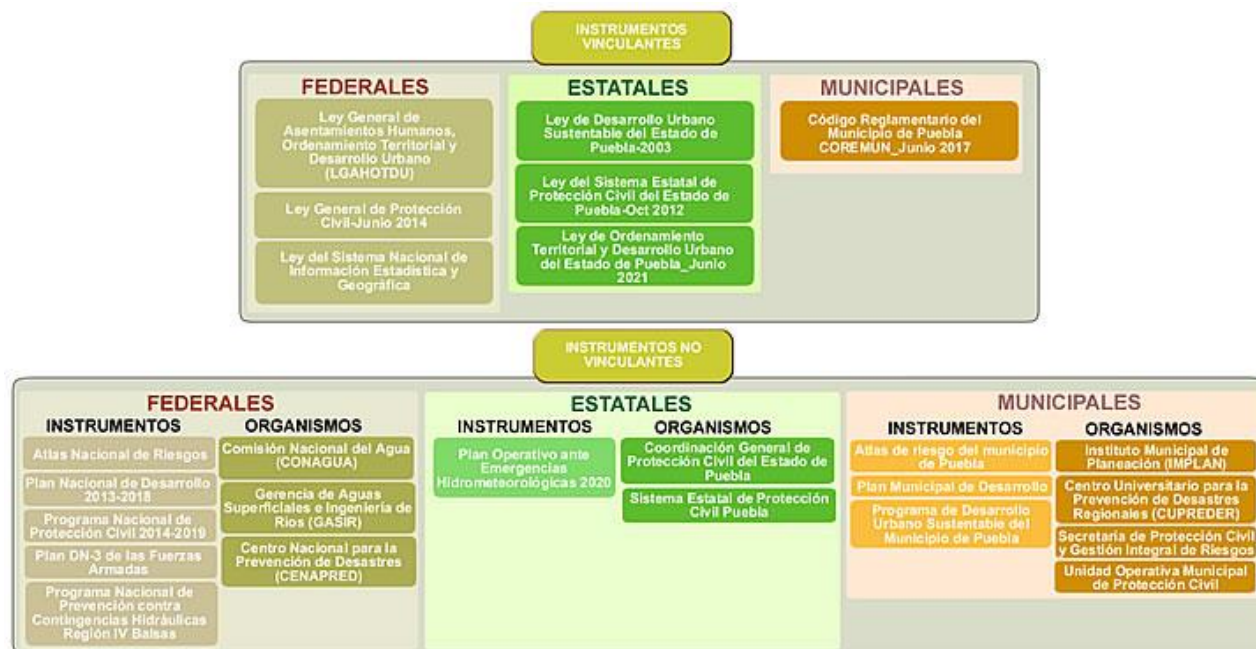 INSTRUMENTOS
VINCULANTES
FEDERALES
Ley General de
Asentamientos Humanos,
Ordenamiento Territorial y
Desarrollo Urbano
(LGAHOTDU)
Ley General de Protección
Civil-Junio 2014
Ley del Sistema Nacional de
Información Estadística y
Geográfica
ESTATALES
Ley de Desarrollo Urbano
Sustentable del Estado de
Puebla-2003
Ley del Sistema Estatal de
Protección Civil del Estado de
Puebla-Oct 2012
Ley de Ordenamiento
Territorial y Desarrollo Urbano
del Estado de Puebla_Junio
2021
MUNICIPALES
Código Reglamentario del
Municipio de Puebla
COREMUN_Junio 2017
INSTRUMENTOS NO
VINCULANTES
FEDERALES
INSTRUMENTOS
Atlas Nacional de Riesgos
Plan Nacional de Desarrollo
2013-2018
Programa Nacional de
Protección Civil 2014-2019
Plan DN-3 de las Fuerzas
Armadas
Programa Nacional de
Prevención contra
Contingencias Hidráulicas
Región IV Balsas
ORGANISMOS
Comisión Nacional del Agua
(CONAGUA)
Gerencia de Aguas
Superficiales e Ingeniería de
Ríos (GASIR)
Centro Nacional para la
Prevención de Desastres
(CENAPRED)
ESTATALES
INSTRUMENTOS
Plan Operativo ante
Emergencias
Hidrometeorológicas 2020
ORGANISMOS
Coordinación General de
Protección Civil del Estado de
Puebla
Sistema Estatal de Protección
Civil Puebla
MUNICIPALES
INSTRUMENTOS
Atlas de riesgo del municipio
de Puebla
Plan Municipal de Desarrollo
Programa de Desarrollo
Urbano Sustentable del
Municipio de Puebla
ORGANISMOS
Instituto Municipal de
Planeación (IMPLAN)
Centro Universitario para la
Prevención de Desastres
Regionales (CUPREDER)
Secretaría de Protección Civil
y Gestión Integral de Riesgos
Unidad Operativa Municipal
de Protección Civil